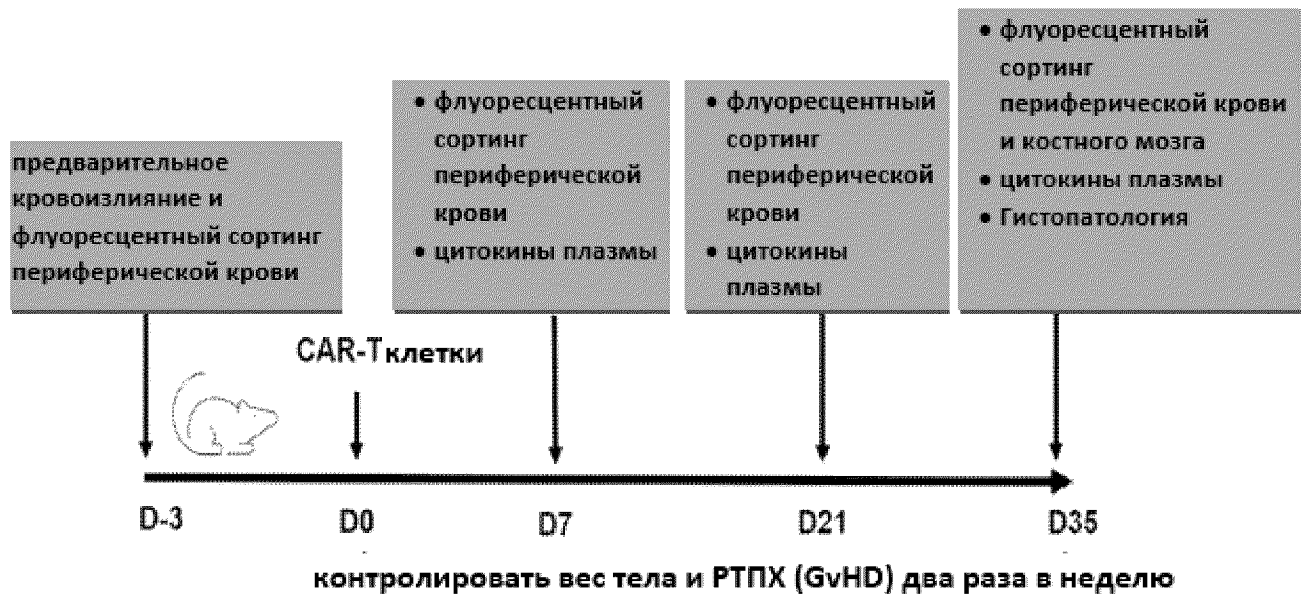 предварительное
кровоизлияние и
флуоресцентный сортинг
периферической крови
• флуоресцентный
сортинг
периферической
крови
• цитокины плазмы
• флуоресцентный
сортинг
периферической
крови
• цитокины
плазмы
• флуоресцентный
сортинг
периферической крови
и костного мозга
• цитокины плазмы
• Гистопатология
CAR-T клетки
D-3 D0 D7 D21 D35
контролировать вес тела и РТПХ (GvHD) два раза в неделю